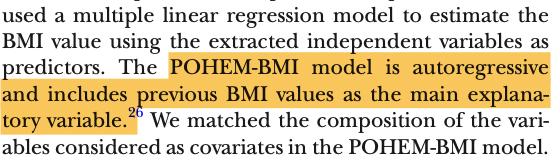 used a multiple linear regression model to estimate the
BMI value using the extracted independent variables as
predictors. The POHEM-BMI model is autoregressive
and includes previous BMI values as the main explana-
tory variable.26 We matched the composition of the vari-
ables considered as covariates in the POHEM-BMI model.